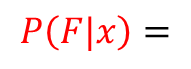 P(F|x) =